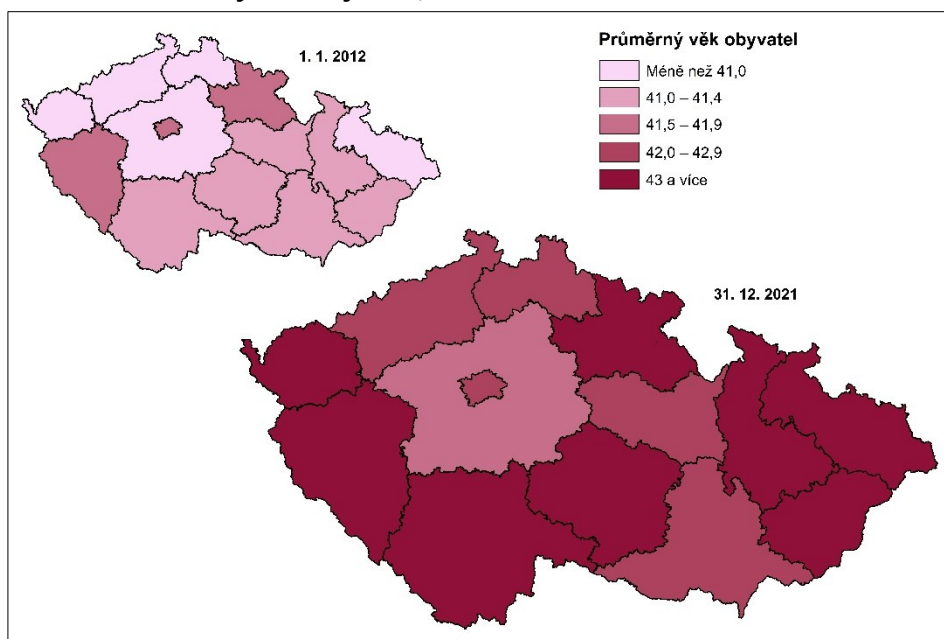 1. 1. 2012
Průměrný věk obyvatel
Méně než 41,0
41,0 – 41,4
41,5 – 41,9
42,0 – 42,9
43 a více
31. 12. 2021